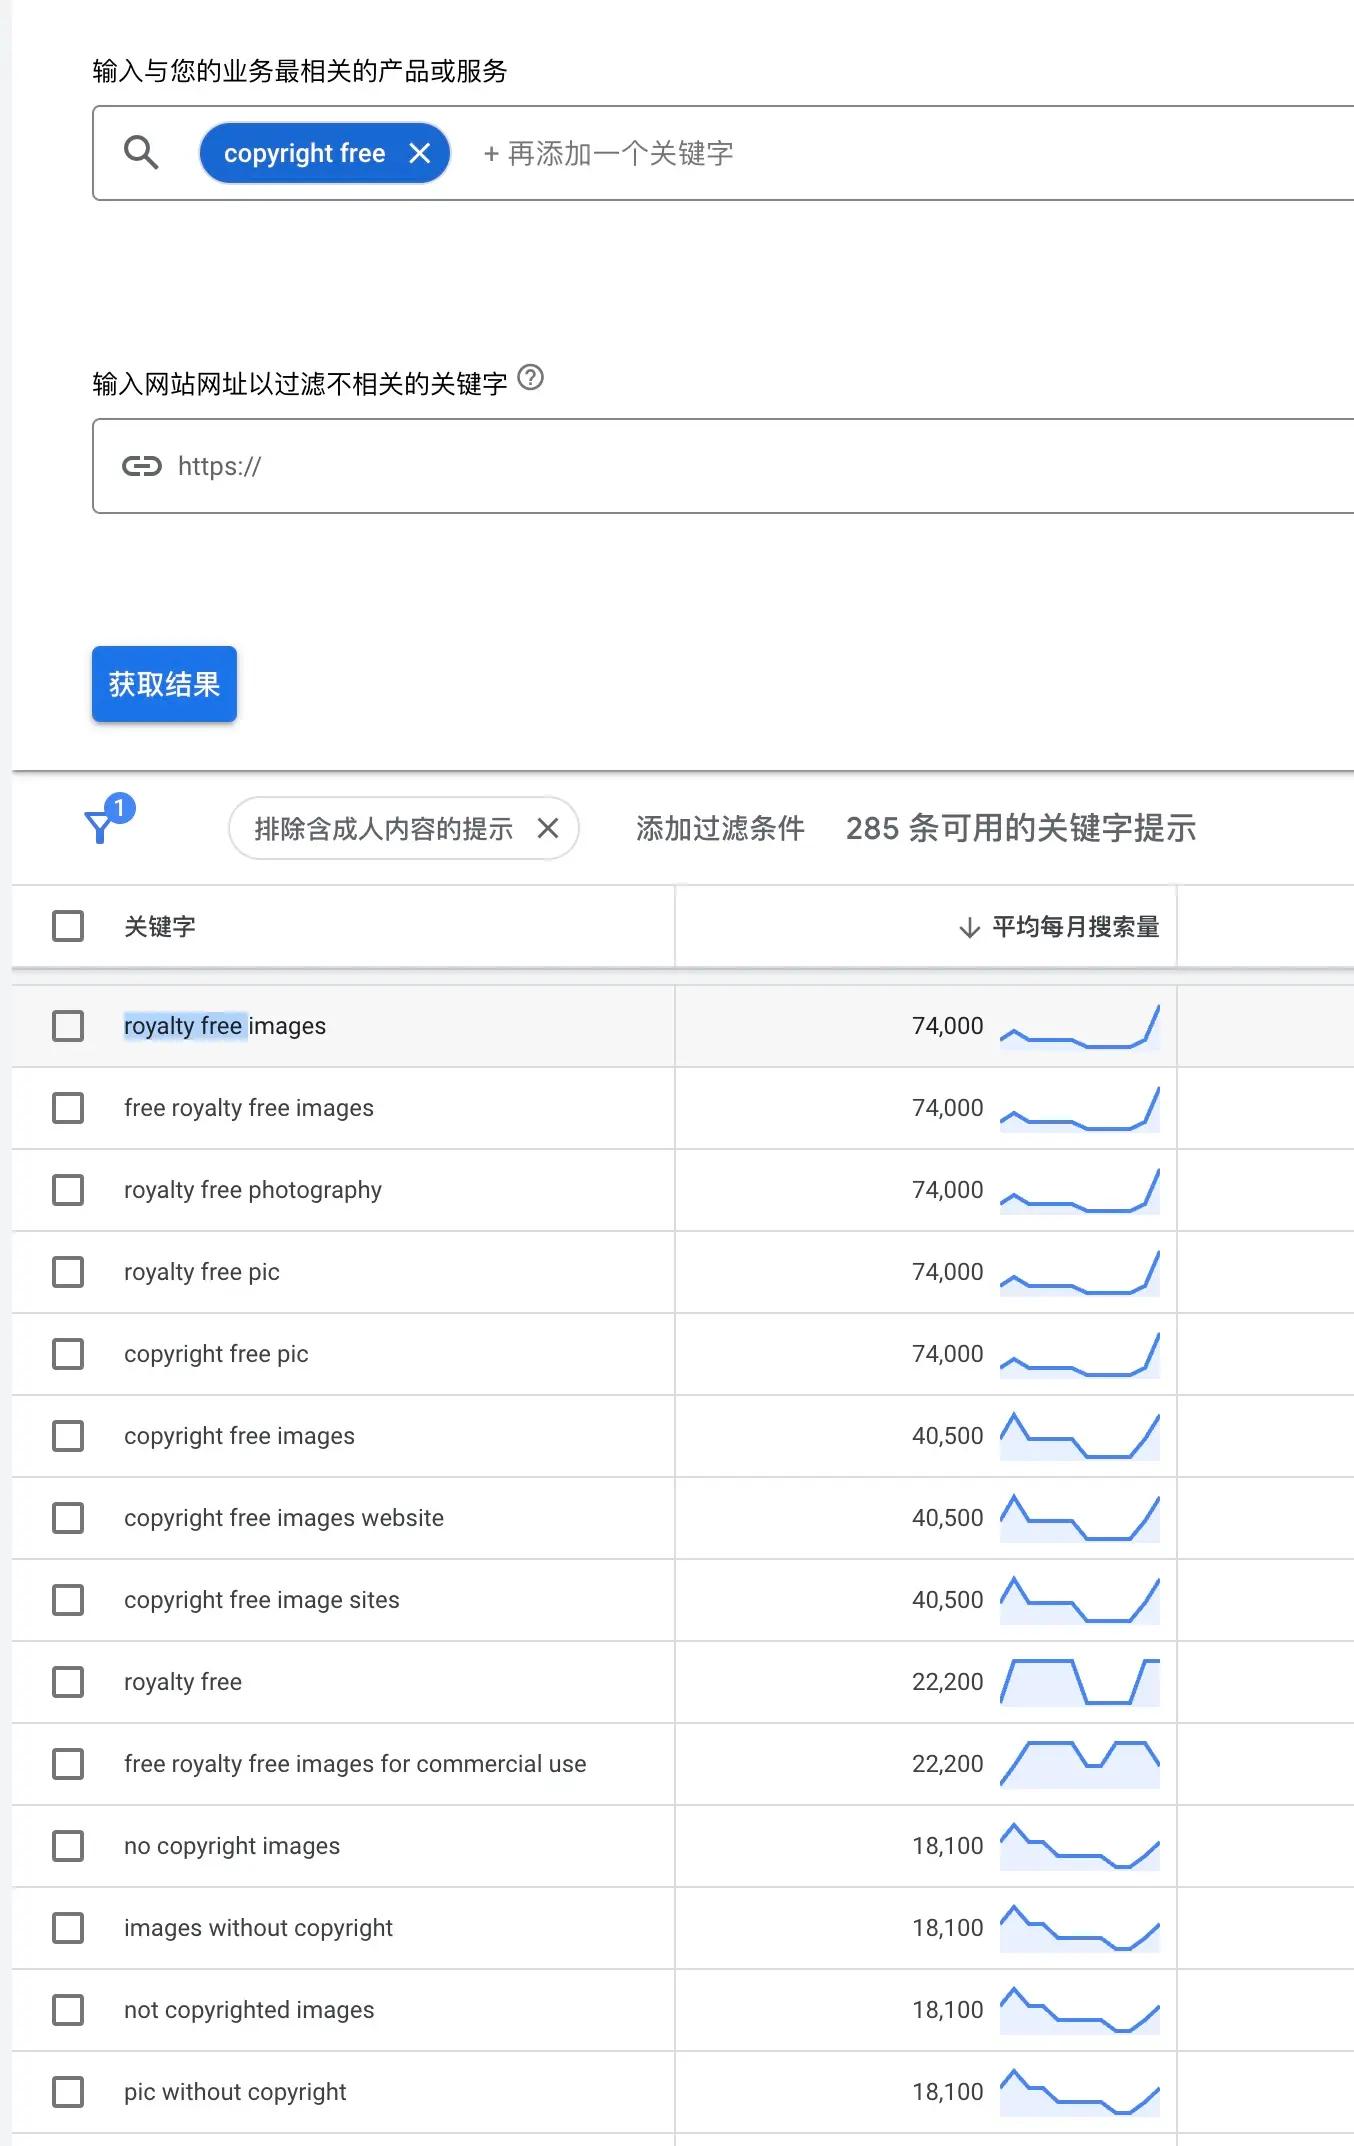 输入与您的业务最相关的产品或服务
copyright free + 再添加一个关键字
输入网站网址以过滤不相关的关键字
https://
获取结果
1 排除含成人内容的提示 添加过滤条件 285 条可用的关键字提示
关键字 平均每月搜索量
royalty free images 74,000
free royalty free images 74,000
royalty free photography 74,000
royalty free pic 74,000
copyright free pic 74,000
copyright free images 40,500
copyright free images website 40,500
copyright free image sites 40,500
royalty free 22,200
free royalty free images for commercial use 22,200
no copyright images 18,100
images without copyright 18,100
not copyrighted images 18,100
pic without copyright 18,100